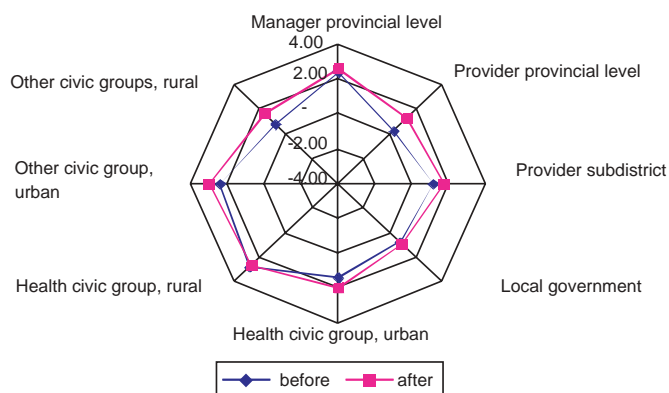 Manager provincial level
4.00
2.00
-
-2.00
-4.00
Other civic groups, rural
Provider provincial level
Other civic group,
urban
Provider subdistrict
Health civic group, rural
Local government
Health civic group, urban
before
after